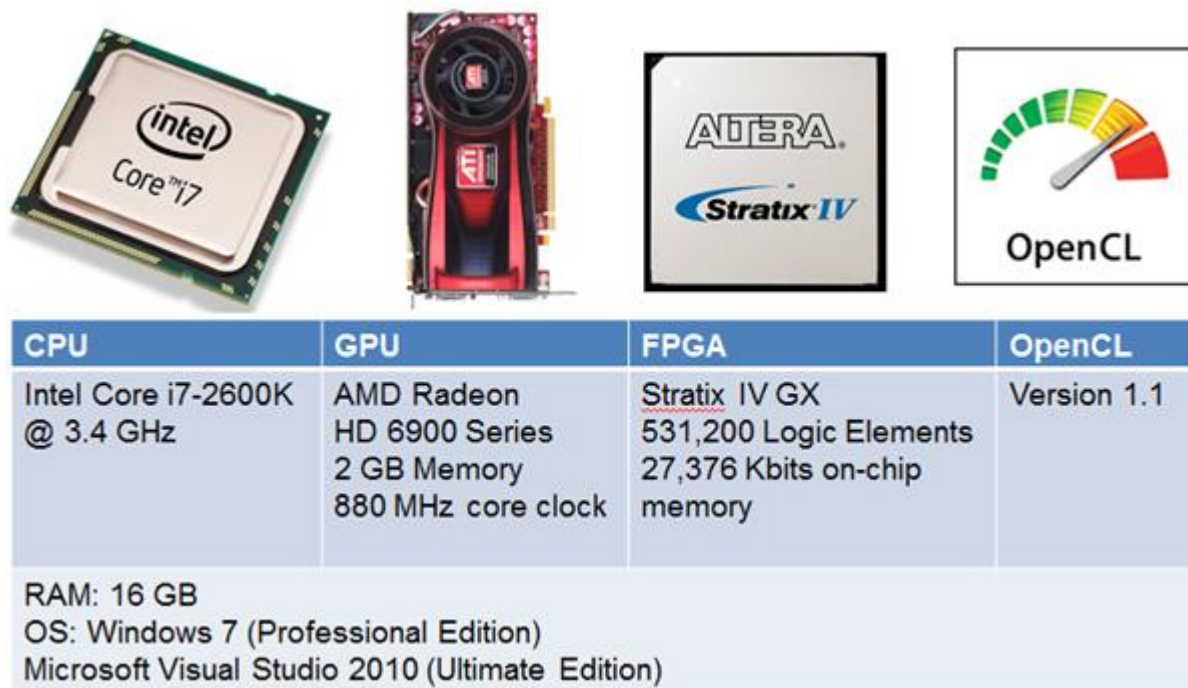 intel
Core ™i7
ATI
ATI
ALTERA.
Stratix IV
OpenCL
CPU
GPU
FPGA
OpenCL
Intel Core i7-2600K
@ 3.4 GHz
AMD Radeon
HD 6900 Series
2 GB Memory
880 MHz core clock
Stratix IV GX
531,200 Logic Elements
27,376 Kbits on-chip
memory
Version 1.1
RAM: 16 GB
OS: Windows 7 (Professional Edition)
Microsoft Visual Studio 2010 (Ultimate Edition)